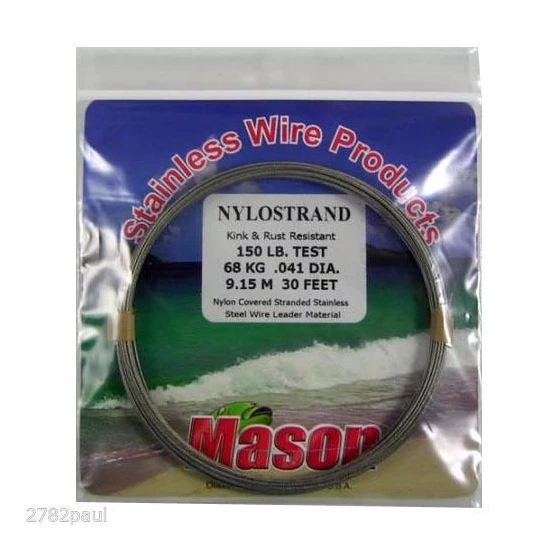 Stainless Wire Products
NYLOSTRAND
Kink & Rust Resistant
150 LB. TEST
68 KG .041 DIA.
9.15 M 30 FEET
Nylon Covered Stranded Stainless
Steel Wire Leader Material
Mason
2782paul